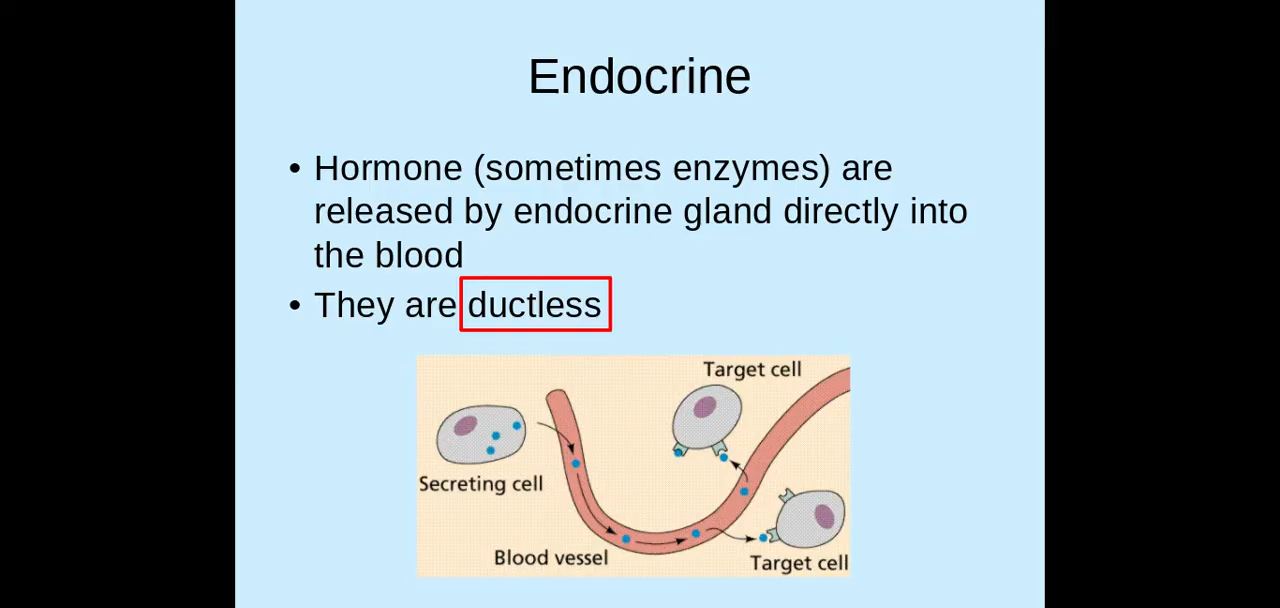 Endocrine
• Hormone (sometimes enzymes) are
released by endocrine gland directly into
the blood
• They are ductless
Target cell
Secreting cell
Blood vessel
Target cell